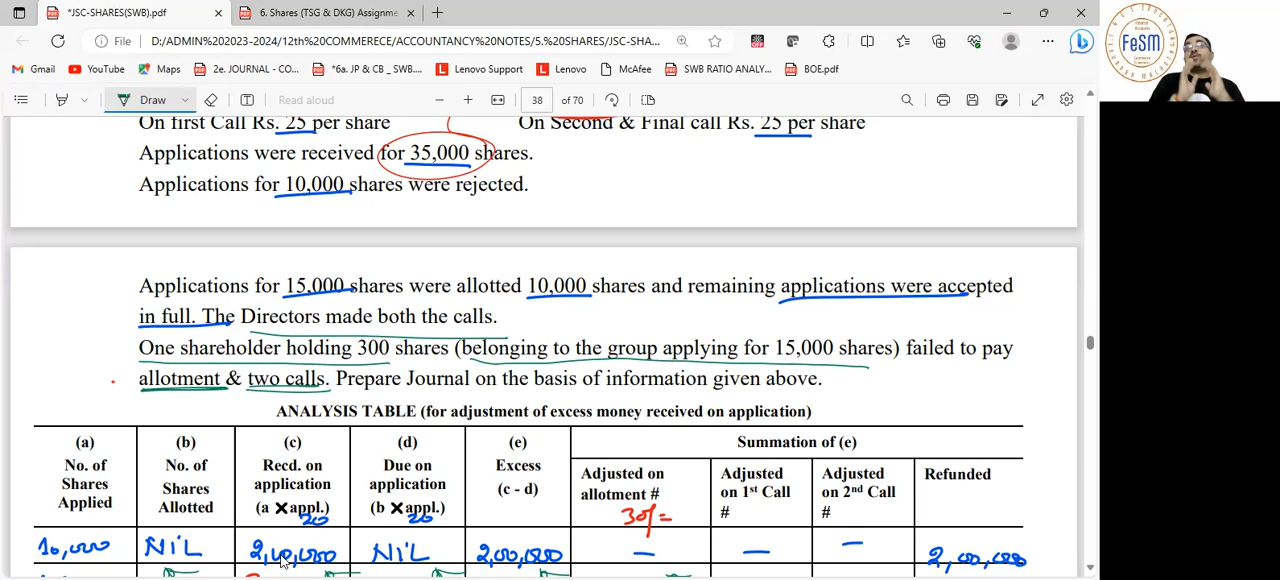 *JSC-SHARES(SWB).pdf
6. Shares (TSG & DKG) Assignme
File D:/ADMIN%202023-2024/12th%20COMMERECE/ACCOUNTANCY%20NOTES/5.%20SHARES/JSC-SHA...
Gmail YouTube Maps 2e. JOURNAL - CO... *6a. JP & CB _ SWB.... Lenovo Support Lenovo McAfee SWB RATIO ANALY... BOE.pdf
Draw Read aloud 38 of 70
FeSM
On first Call Rs. 25 per share On Second & Final call Rs. 25 per share
Applications were received for 35,000 shares.
Applications for 10,000 shares were rejected.
Applications for 15,000 shares were allotted 10,000 shares and remaining applications were accepted
in full. The Directors made both the calls.
One shareholder holding 300 shares (belonging to the group applying for 15,000 shares) failed to pay
allotment & two calls. Prepare Journal on the basis of information given above.
ANALYSIS TABLE (for adjustment of excess money received on application)
(a) No. of Shares Applied
(b) No. of Shares Allotted
(c) Recd. on application (a ✕ appl.) 20
(d) Due on application (b ✕ appl.) 20
(e) Excess (c - d)
Summation of (e)
Adjusted on allotment # 30/=
Adjusted on 1st Call #
Adjusted on 2nd Call #
Refunded
10,000 NIL 2,00,000 NIL 2,00,000 — — — 2,00,000